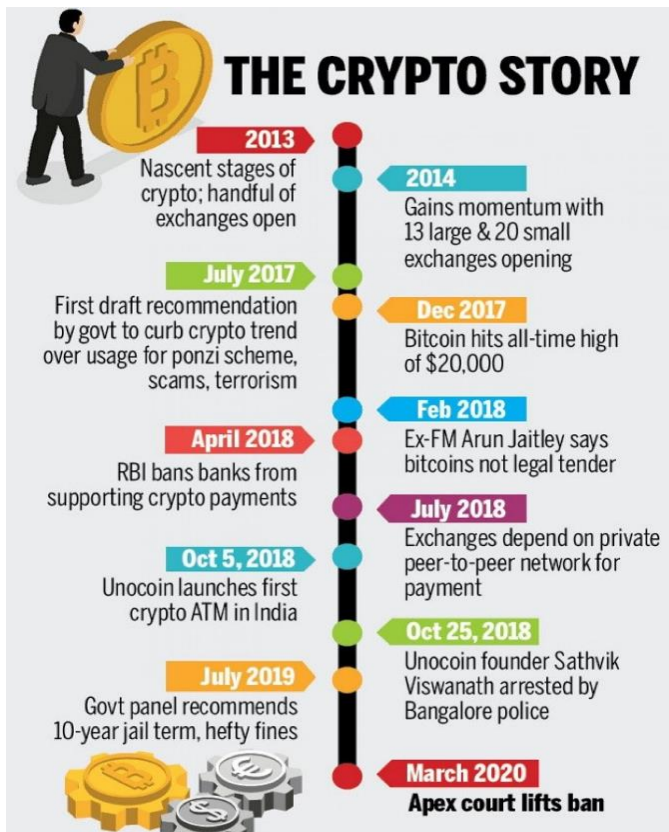 THE CRYPTO STORY
2013
Nascent stages of
crypto; handful of
exchanges open
2014
Gains momentum with
13 large & 20 small
exchanges opening
July 2017
First draft recommendation
by govt to curb crypto trend
over usage for ponzi scheme,
scams, terrorism
Dec 2017
Bitcoin hits all-time high
of $20,000
Feb 2018
Ex-FM Arun Jaitley says
bitcoins not legal tender
April 2018
RBI bans banks from
supporting crypto payments
July 2018
Exchanges depend on private
peer-to-peer network for
payment
Oct 5, 2018
Unocoin launches first
crypto ATM in India
Oct 25, 2018
Unocoin founder Sathvik
Viswanath arrested by
Bangalore police
July 2019
Govt panel recommends
10-year jail term, hefty fines
March 2020
Apex court lifts ban